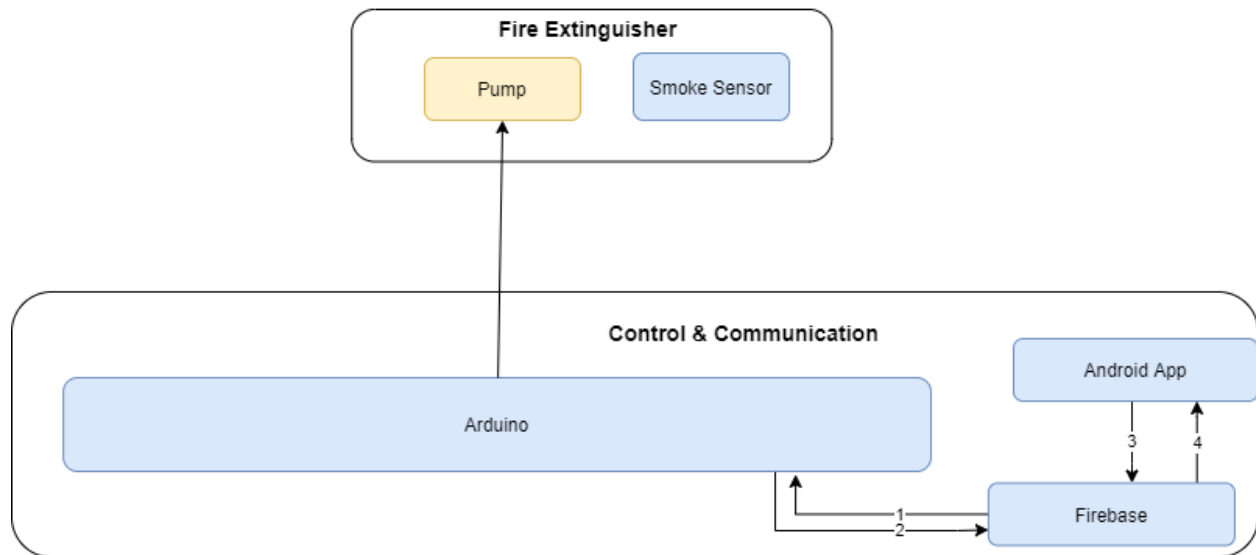 Fire Extinguisher
Pump
Smoke Sensor
Control & Communication
Android App
Arduino
3
4
1
2
Firebase